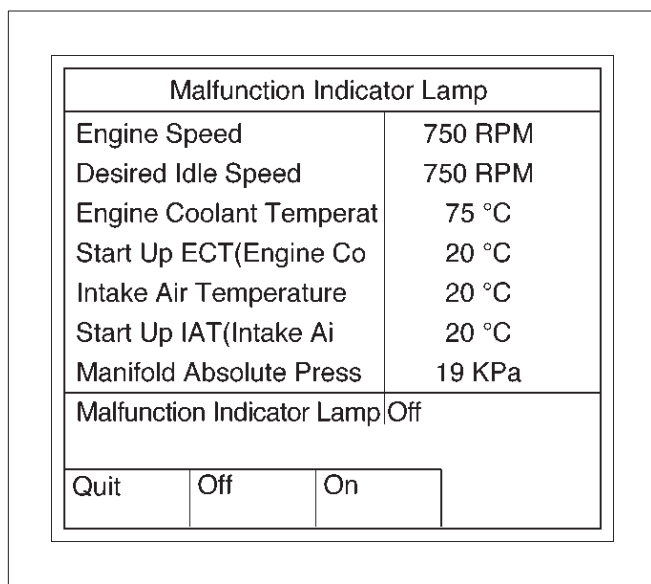 Malfunction Indicator Lamp
Engine Speed 750 RPM
Desired Idle Speed 750 RPM
Engine Coolant Temperat 75 °C
Start Up ECT(Engine Co 20 °C
Intake Air Temperature 20 °C
Start Up IAT(Intake Ai 20 °C
Manifold Absolute Press 19 KPa
Malfunction Indicator Lamp Off
Quit Off On